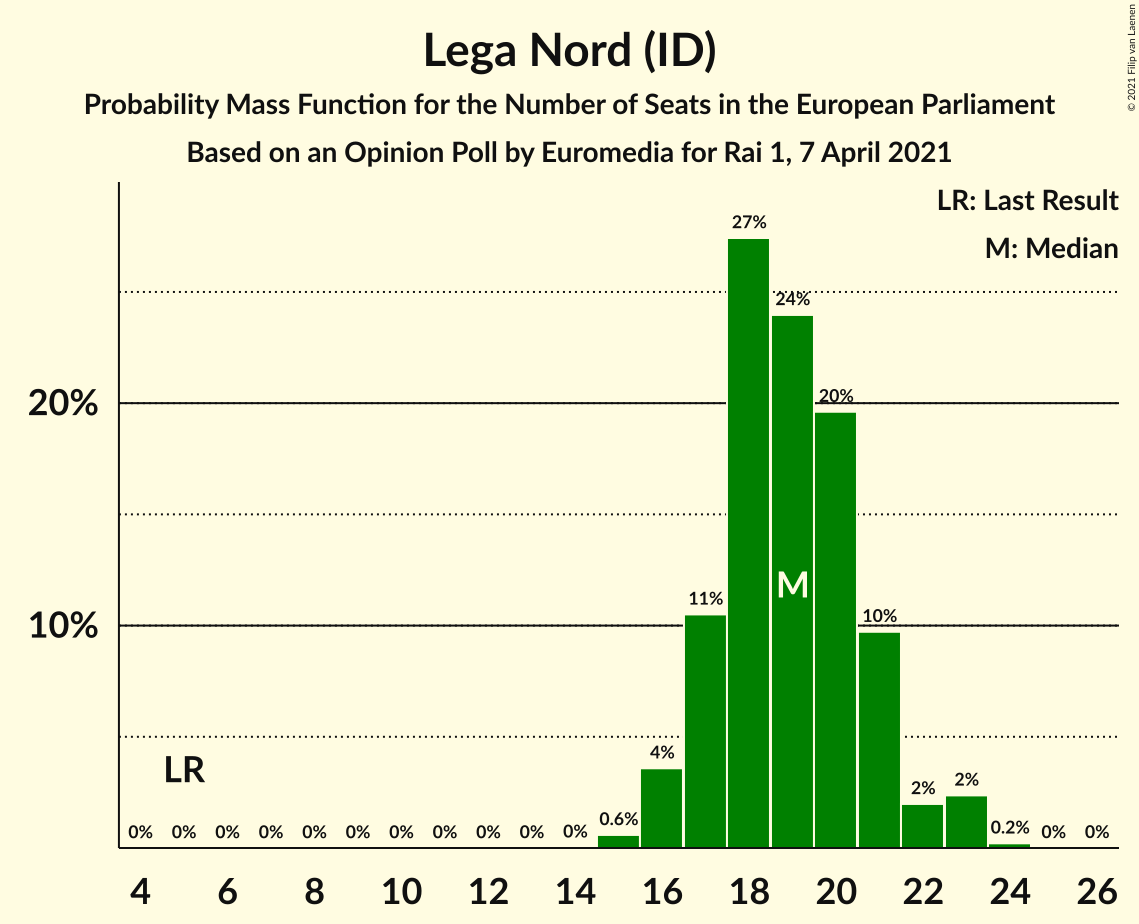 Lega Nord (ID)
Probability Mass Function for the Number of Seats in the European Parliament
Based on an Opinion Poll by Euromedia for Rai 1, 7 April 2021
© 2021 Filip van Laenen
LR: Last Result
M: Median
27%
24%
20%
20%
11%
10%
10%
M
LR
4%
2%
2%
0% 0% 0% 0% 0% 0% 0% 0% 0% 0% 0% 0.6% 0.2% 0% 0%
4 6 8 10 12 14 16 18 20 22 24 26